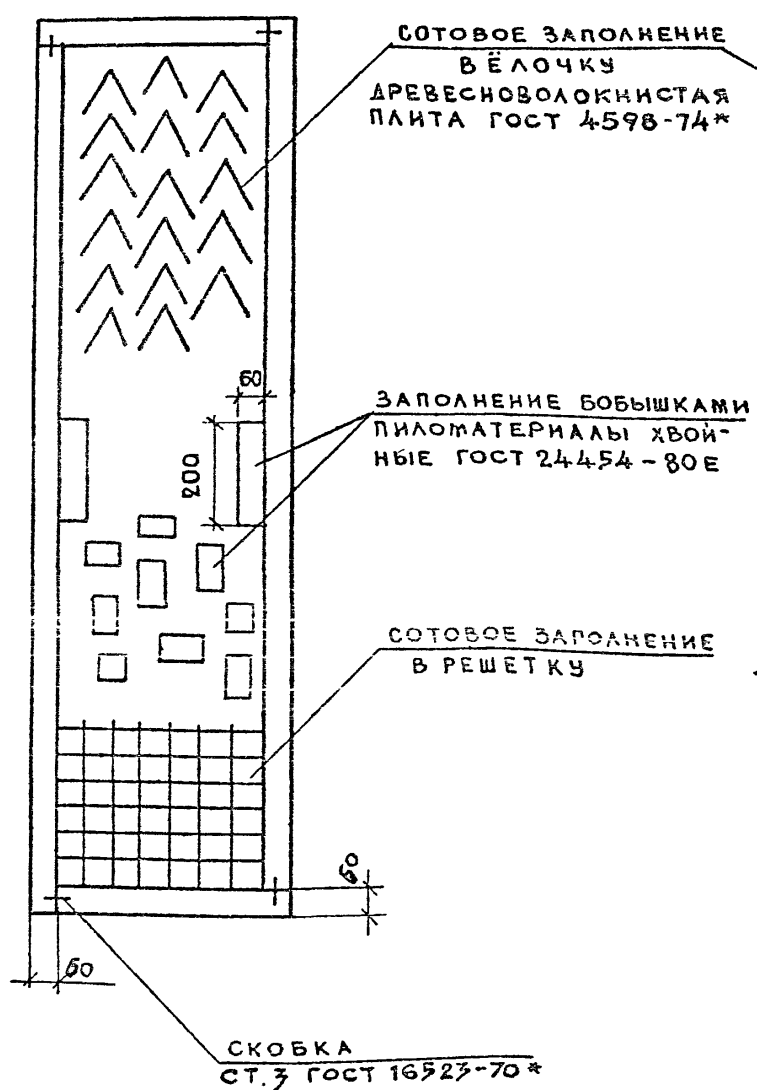 СОТОВОЕ ЗАПОЛНЕНИЕ
В ЁЛОЧКУ
ДРЕВЕСНОВОЛОКНИСТАЯ
ПЛИТА ГОСТ 4598-74*
60
ЗАПОЛНЕНИЕ БОБЫШКАМИ
ПИЛОМАТЕРИАЛЫ ХВОЙ-
НЫЕ ГОСТ 24454-80Е
200
СОТОВОЕ ЗАПОЛНЕНИЕ
В РЕШЕТКУ
60
60
СКОБКА
СТ.3 ГОСТ 16523-70*